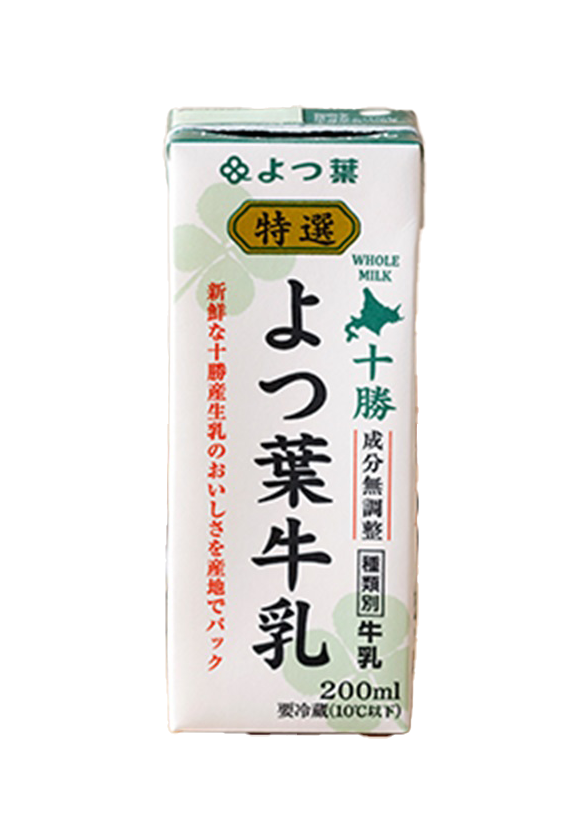 よつ葉
特選
WHOLE
MILK
十勝
成分無調整
種類別
牛乳
よつ葉牛乳
新鮮な十勝産生乳のおいしさを産地でパック
200ml
要冷蔵(10℃以下)